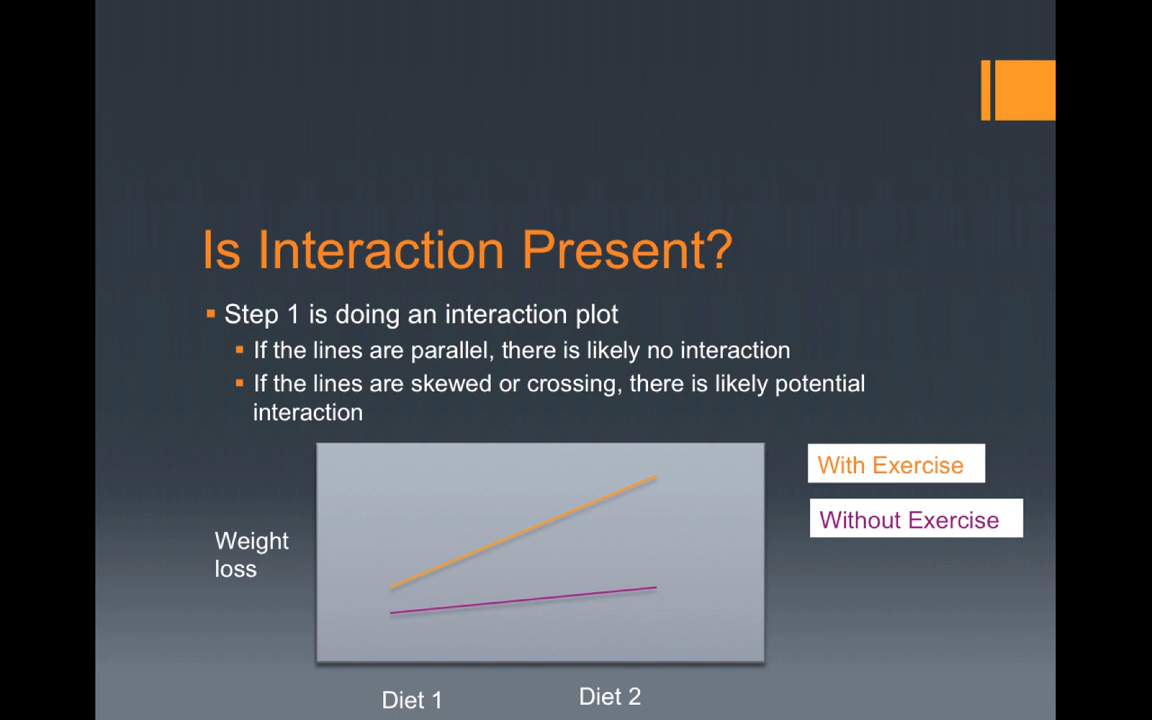 Is Interaction Present?
Step 1 is doing an interaction plot
If the lines are parallel, there is likely no interaction
If the lines are skewed or crossing, there is likely potential
interaction
With Exercise
Without Exercise
Weight
loss
Diet 1
Diet 2